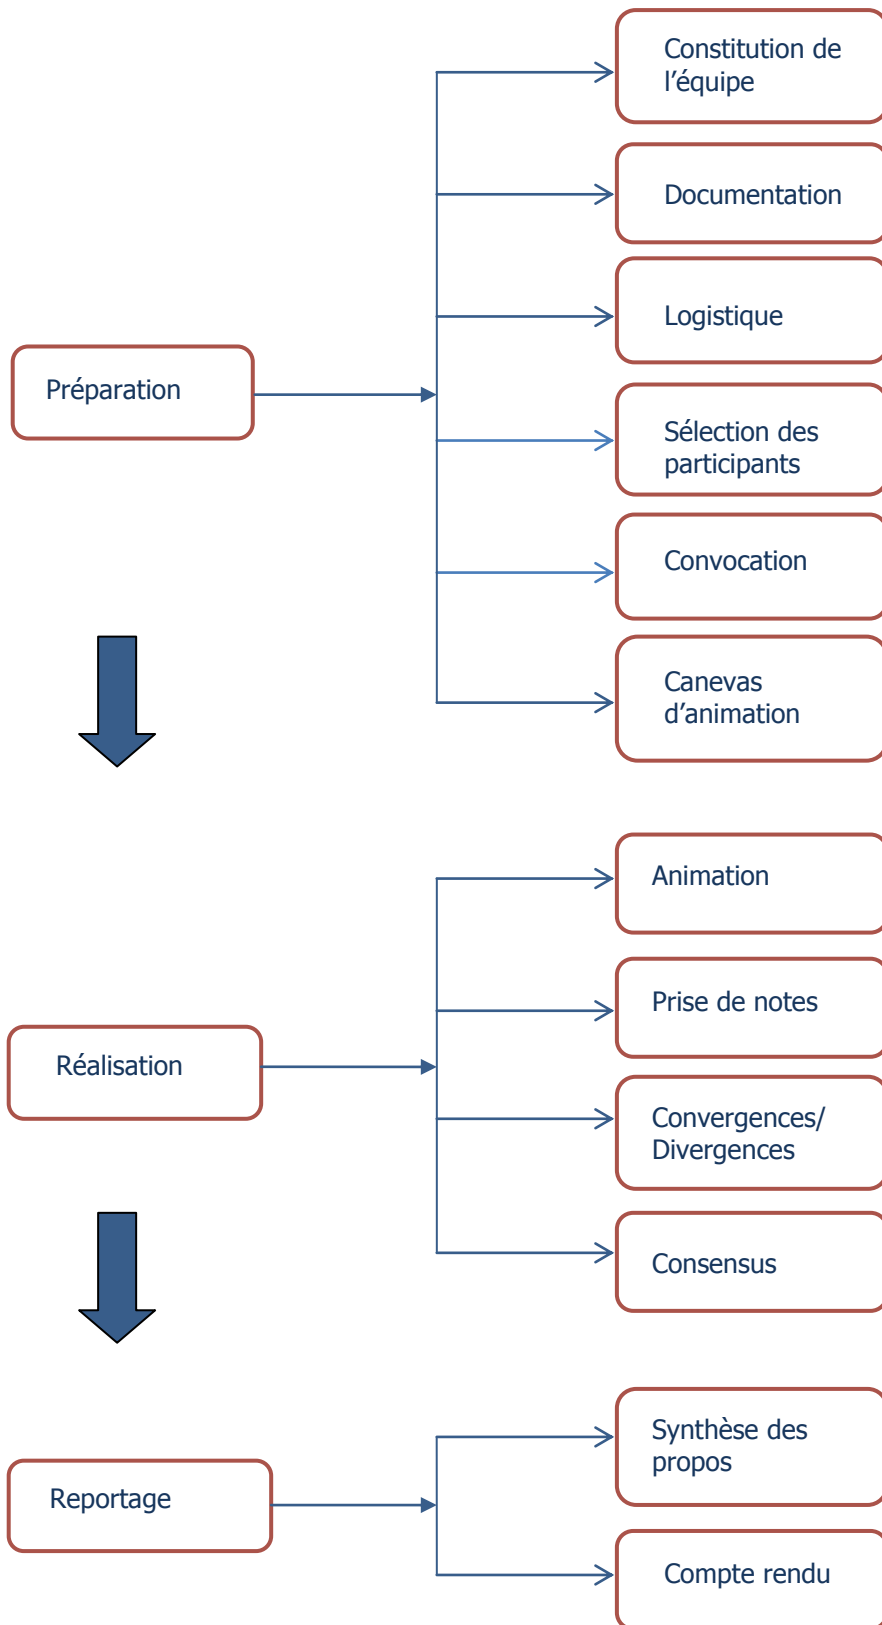 Préparation
Constitution de
l’équipe
Documentation
Logistique
Sélection des
participants
Convocation
Canevas
d’animation
Réalisation
Animation
Prise de notes
Convergences/
Divergences
Consensus
Reportage
Synthèse des
propos
Compte rendu